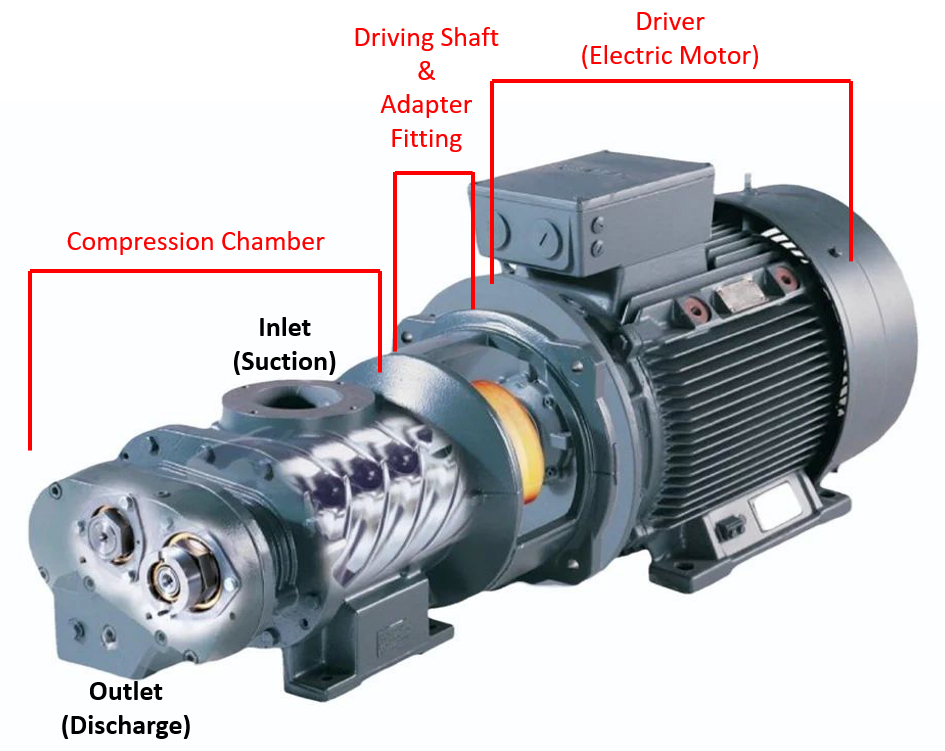 Driver
(Electric Motor)
Driving Shaft
&
Adapter
Fitting
Compression Chamber
Inlet
(Suction)
Outlet
(Discharge)